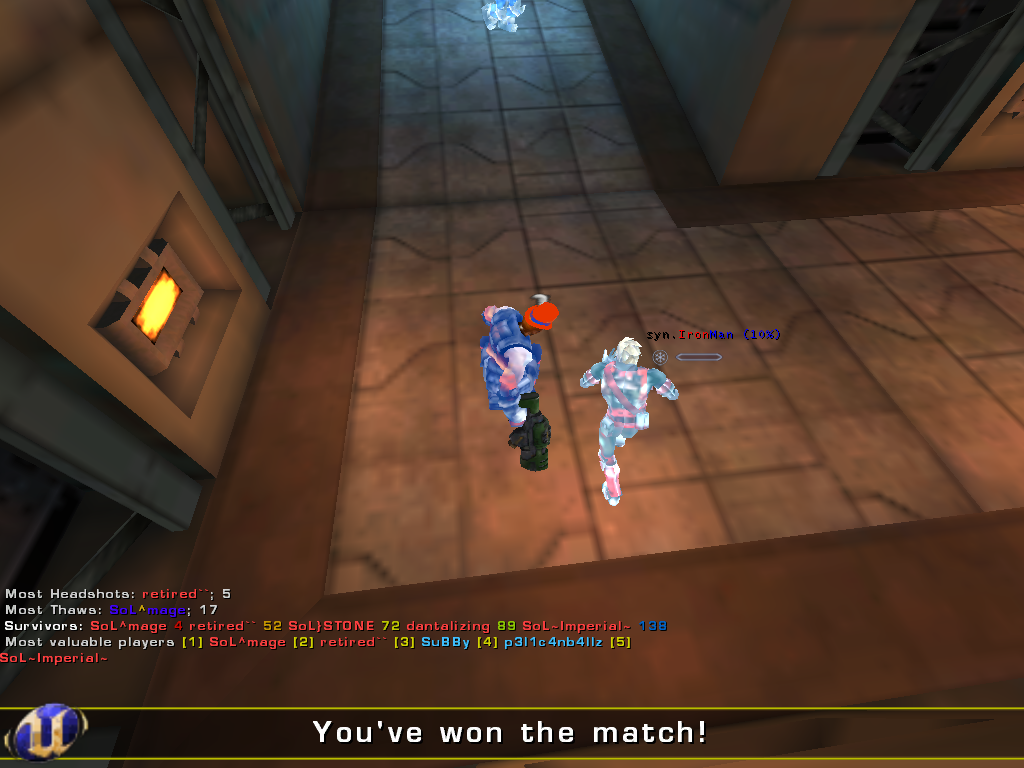 syn.IronMan (10%)
Most Headshots: retired``; 5
Most Thaws: SoL^mage; 17
Survivors: SoL^mage 4 retired`` 52 SoL}STONE 72 dantalizing 89 SoL~Imperial~ 138
Most valuable players [1] SoL^mage [2] retired`` [3] SuBBy [4] p3l1c4nb4llz [5]
SoL~Imperial~
You've won the match!